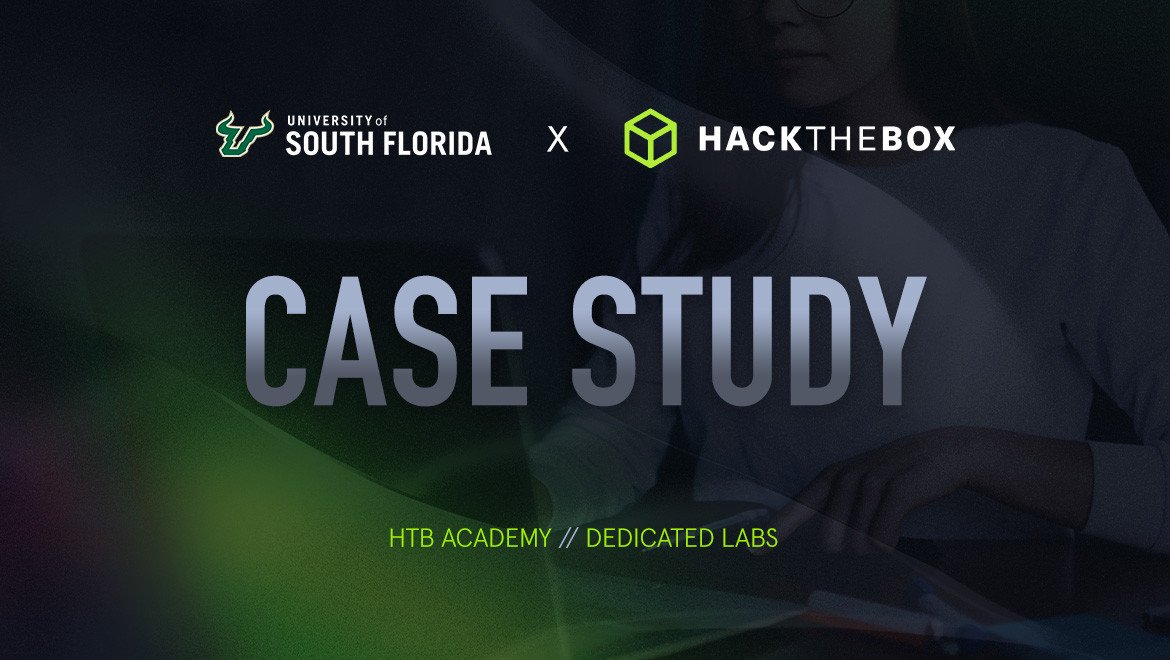 UNIVERSITY of
SOUTH FLORIDA
X
HACKTHEBOX
CASE STUDY
HTB ACADEMY // DEDICATED LABS